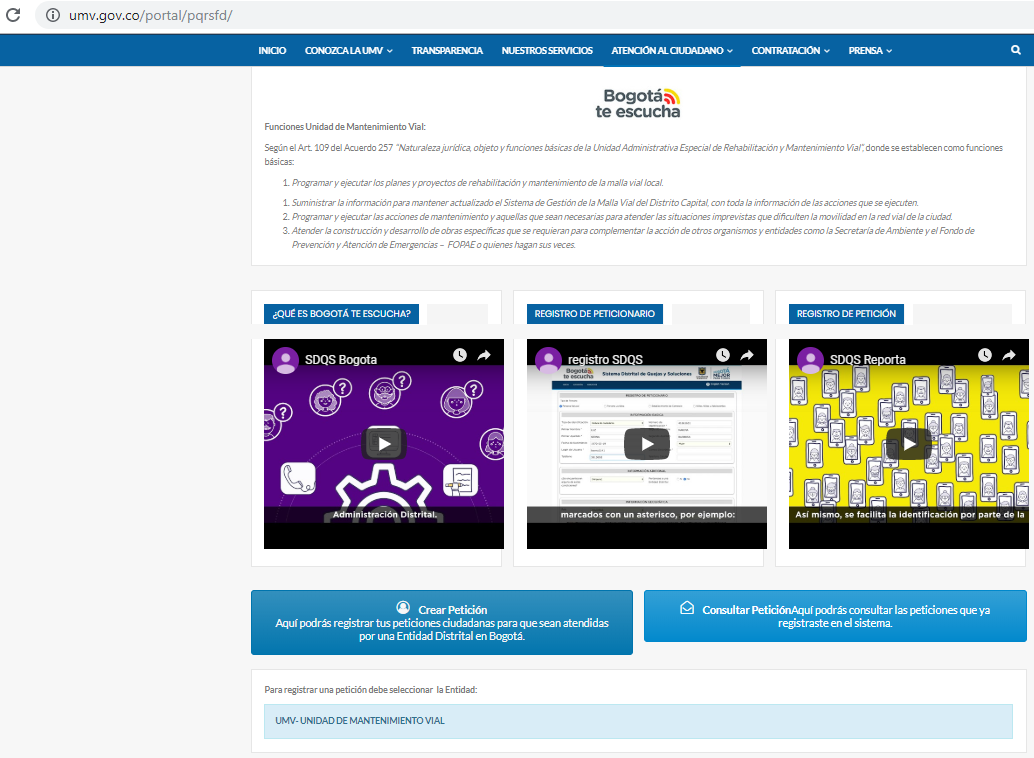 umv.gov.co/portal/pqrsfd/
INICIO CONOZCA LA UMV TRANSPARENCIA NUESTROS SERVICIOS ATENCIÓN AL CIUDADANO CONTRATACIÓN PRENSA
Bogotá
te escucha
Funciones Unidad de Mantenimiento Vial:
Según el Art. 109 del Acuerdo 257 "Naturaleza jurídica, objeto y funciones básicas de la Unidad Administrativa Especial de Rehabilitación y Mantenimiento Vial", donde se establecen como funciones
básicas:
1. Programar y ejecutar los planes y proyectos de rehabilitación y mantenimiento de la malla vial local.
1. Suministrar la información para mantener actualizado el Sistema de Gestión de la Malla Vial del Distrito Capital, con toda la información de las acciones que se ejecuten.
2. Programar y ejecutar las acciones de mantenimiento y aquellas que sean necesarias para atender las situaciones imprevistas que dificulten la movilidad en la red vial de la ciudad.
3. Atender la construcción y desarrollo de obras específicas que se requieran para complementar la acción de otros organismos y entidades como la Secretaría de Ambiente y el Fondo de
Prevención y Atención de Emergencias – FOPAE o quienes hagan sus veces.
¿QUÉ ES BOGOTÁ TE ESCUCHA?
SDQS Bogota
Administración Distrital.
REGISTRO DE PETICIONARIO
registro SDQS
Bogotá
te escucha
Sistema Distrital de Quejas y Soluciones
REGISTRO DE PETICIONARIO
marcados con un asterisco, por ejemplo:
REGISTRO DE PETICIÓN
SDQS Reporta
Así mismo, se facilita la identificación por parte de la
Crear Petición
Aquí podrás registrar tus peticiones ciudadanas para que sean atendidas
por una Entidad Distrital en Bogotá.
Consultar PeticiónAquí podrás consultar las peticiones que ya
registraste en el sistema.
Para registrar una petición debe seleccionar la Entidad:
UMV- UNIDAD DE MANTENIMIENTO VIAL